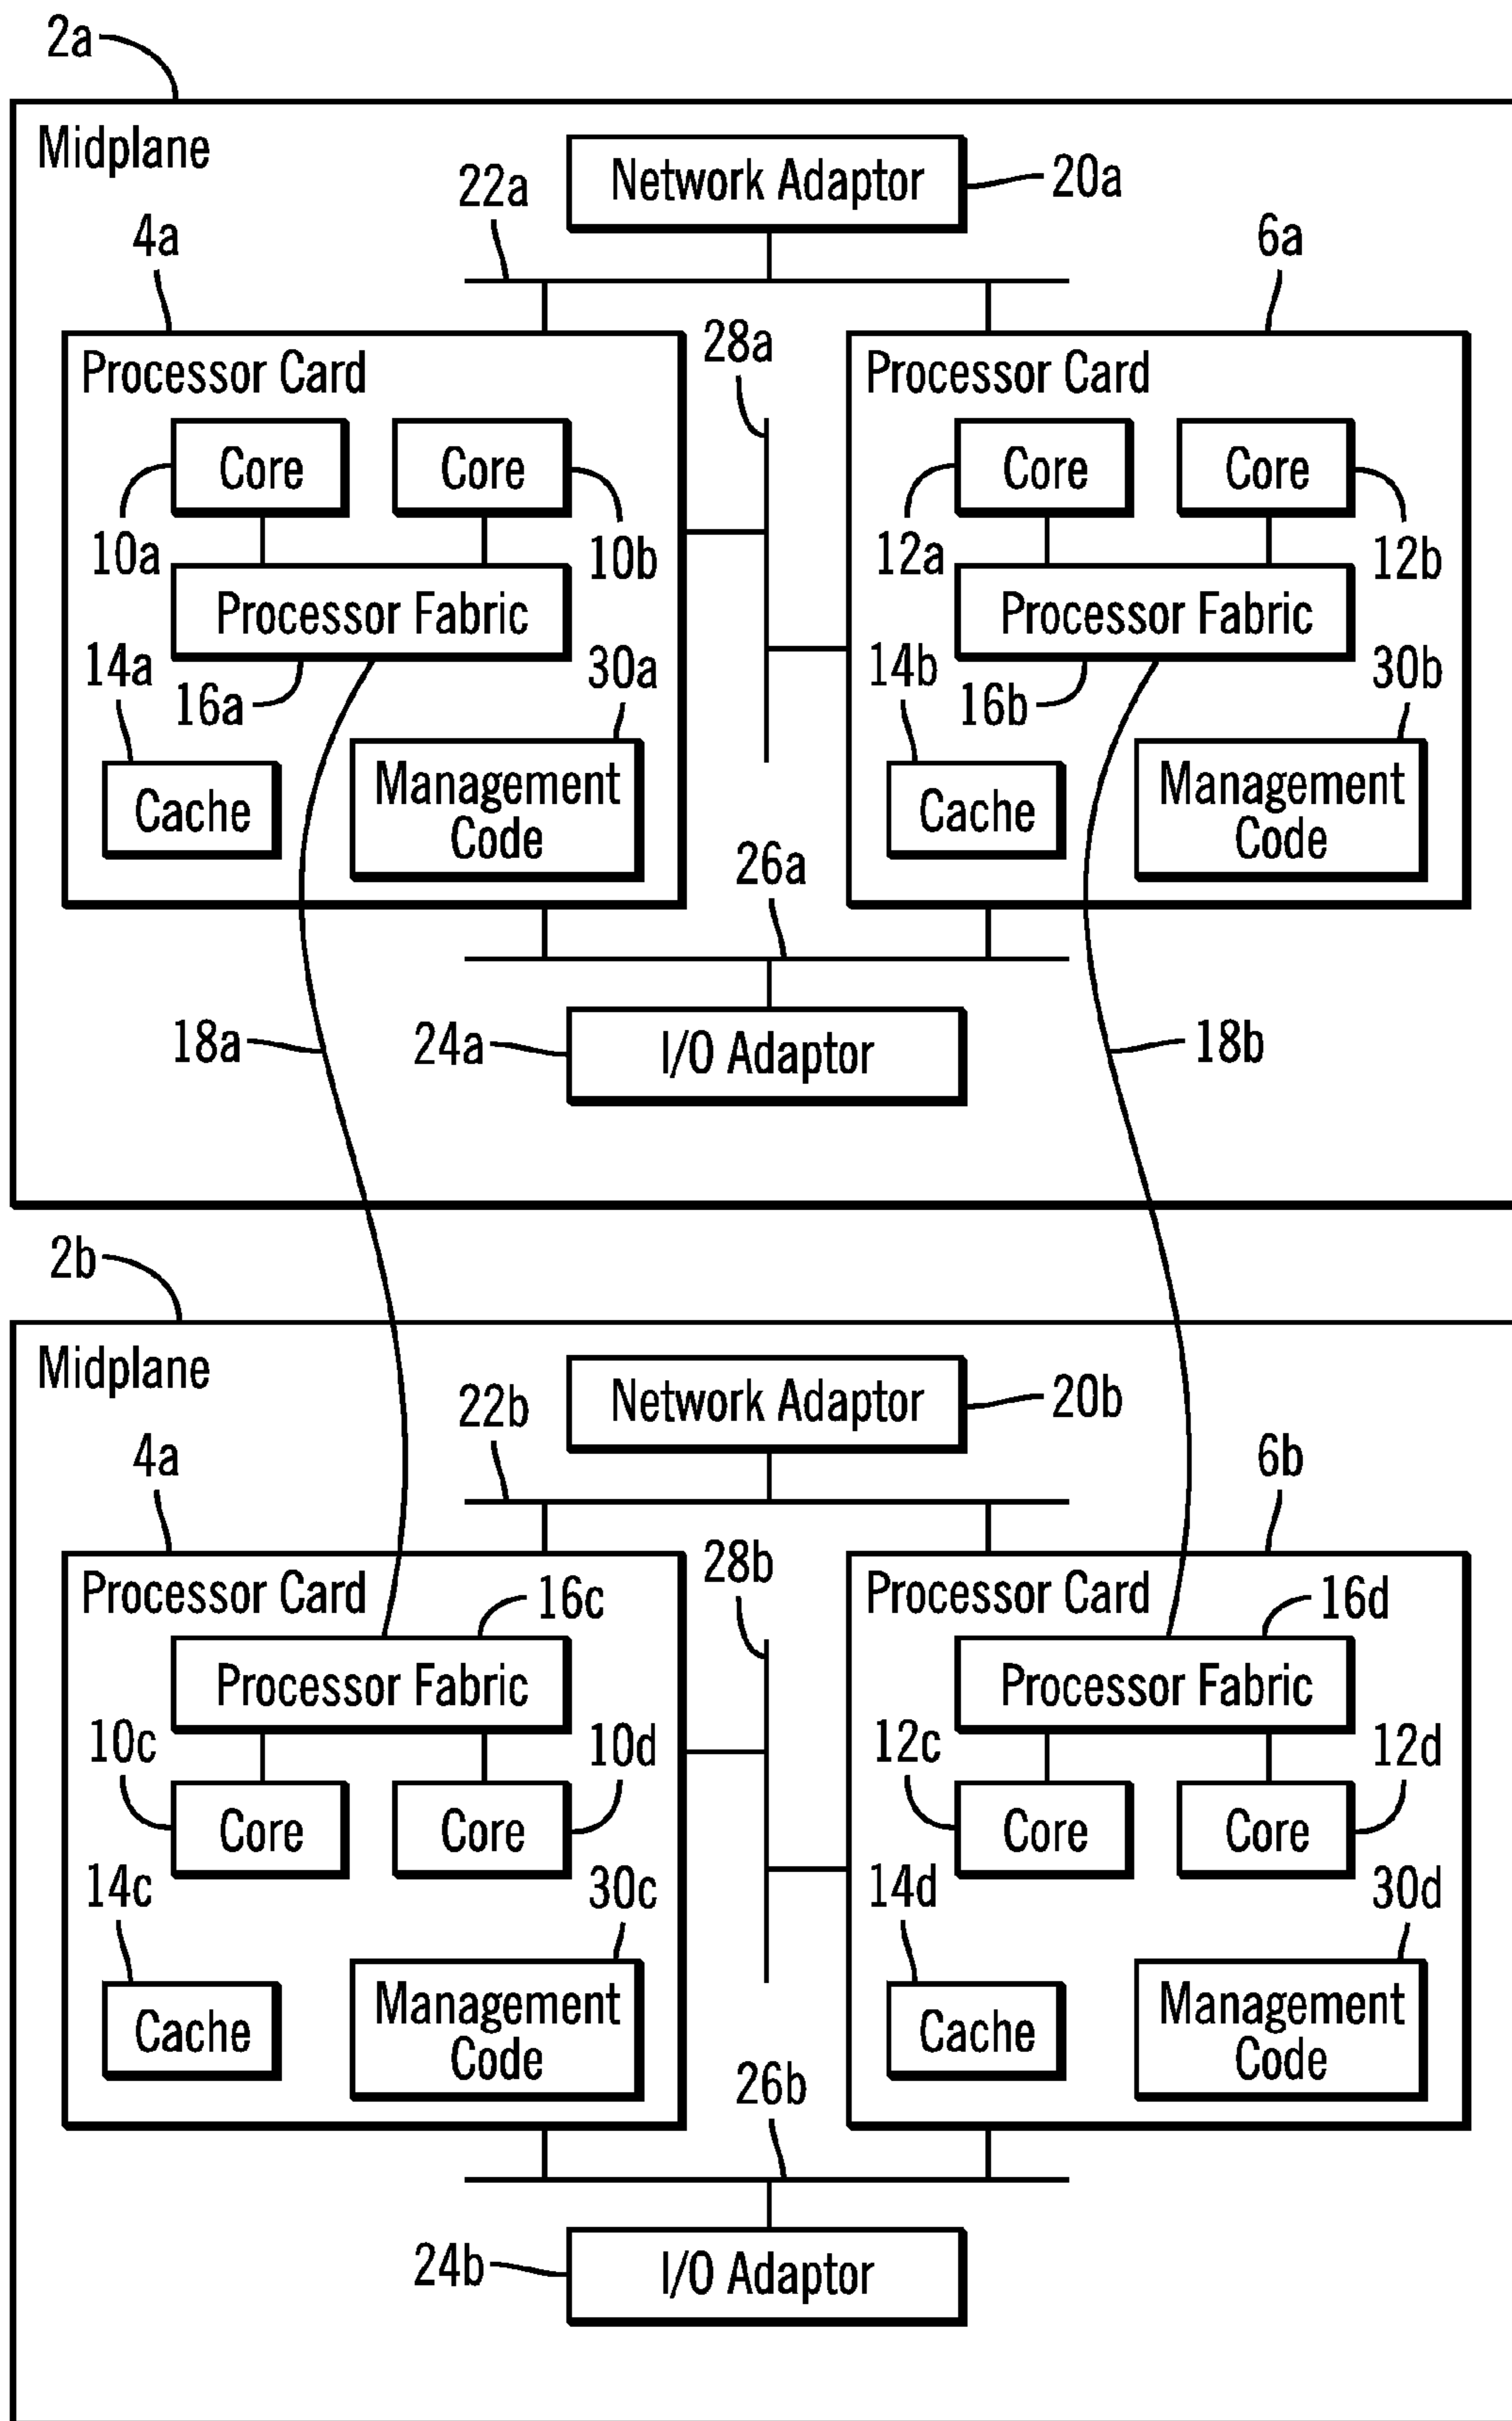 2a
Midplane
Network Adaptor
20a
22a
4a
6a
28a
Processor Card
Processor Card
Core
Core
Core
Core
10a
10b
12a
12b
Processor Fabric
Processor Fabric
14a
30a
14b
30b
16a
16b
Cache
Management
Code
Cache
Management
Code
26a
18a
24a
I/O Adaptor
18b
2b
Midplane
Network Adaptor
20b
22b
4a
6b
28b
Processor Card
16c
Processor Card
16d
Processor Fabric
Processor Fabric
10c
10d
12c
12d
Core
Core
Core
Core
14c
30c
14d
30d
Cache
Management
Code
Cache
Management
Code
26b
24b
I/O Adaptor